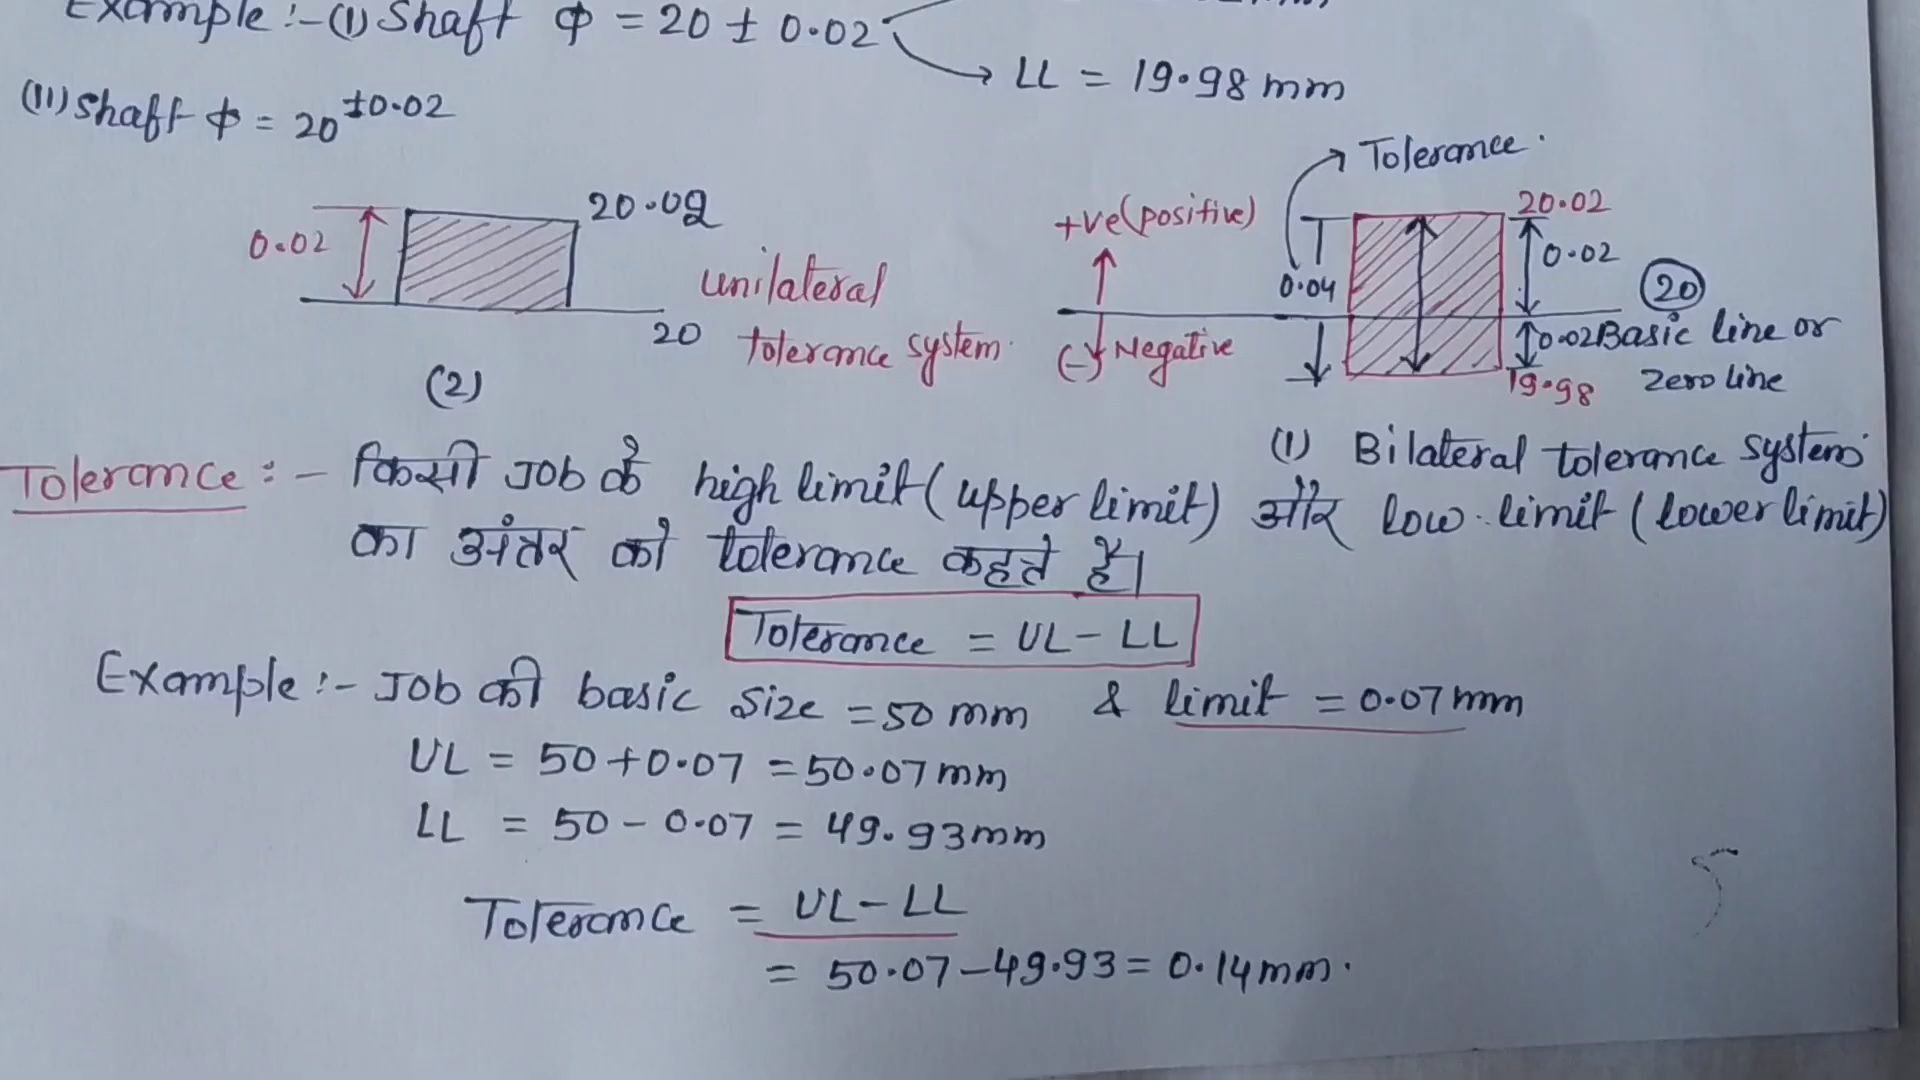 Example :- (I) Shaft ϕ = 20 ± 0.02
LL = 19.98 mm
(II) Shaft ϕ = 20 ±0.02
Tolerance.
0.02
20.02
20
unilateral
tolerance system.
(2)
+ve (positive)
(-) Negative
0.04
20.02
0.02
20
0.02 Basic line or
19.98 Zero line
(1) Bilateral tolerance system
Tolerance :- किसी Job के high limit (upper limit) और low limit (lower limit)
का अंतर को tolerance कहते हैं।
Tolerance = UL - LL
Example :- Job की basic size = 50 mm & limit = 0.07 mm
UL = 50 + 0.07 = 50.07 mm
LL = 50 - 0.07 = 49.93 mm
Tolerance = UL - LL
= 50.07 - 49.93 = 0.14 mm.